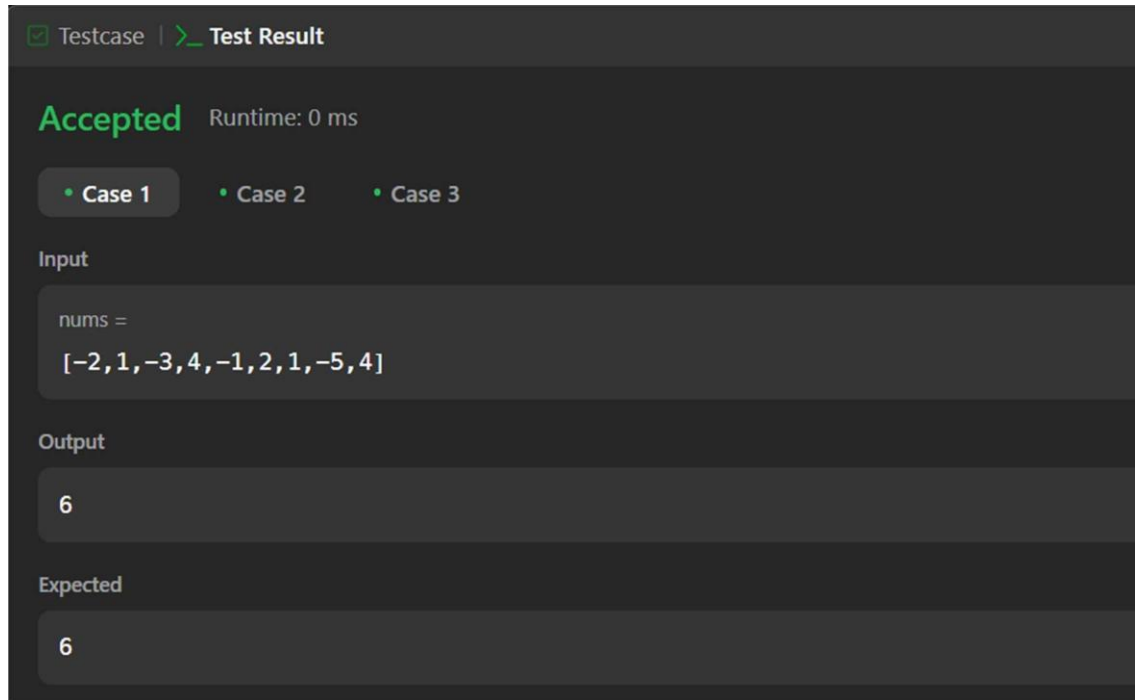 Testcase | >_ Test Result
Accepted Runtime: 0 ms
• Case 1 • Case 2 • Case 3
Input
nums =
[-2,1,-3,4,-1,2,1,-5,4]
Output
6
Expected
6